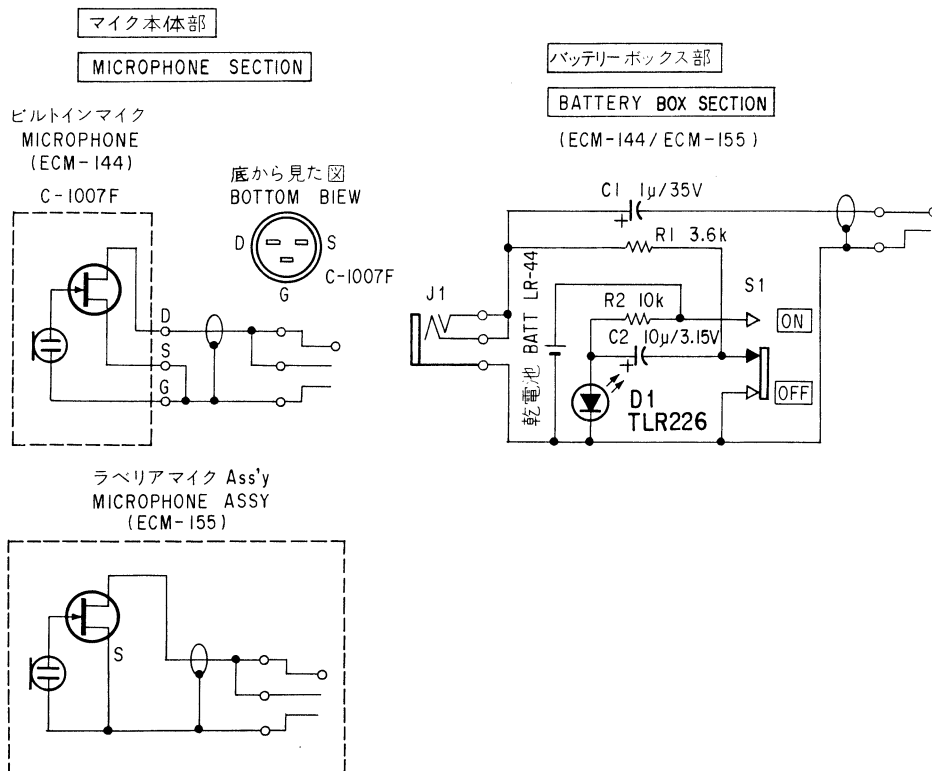 マイク本体部
MICROPHONE SECTION
ビルトインマイク
MICROPHONE
(ECM-144)
C-1007F
底から見た図
BOTTOM BIEW
D
S
G
C-1007F
D
S
G
ラベリアマイク Ass'y
MICROPHONE ASSY
(ECM-155)
S
バッテリーボックス部
BATTERY BOX SECTION
(ECM-144/ECM-155)
C1 1μ/35V
+
R1 3.6k
J1
乾電池 BATT LR-44
R2 10k
C2 10μ/3.15V
+
D1
TLR226
S1
ON
OFF